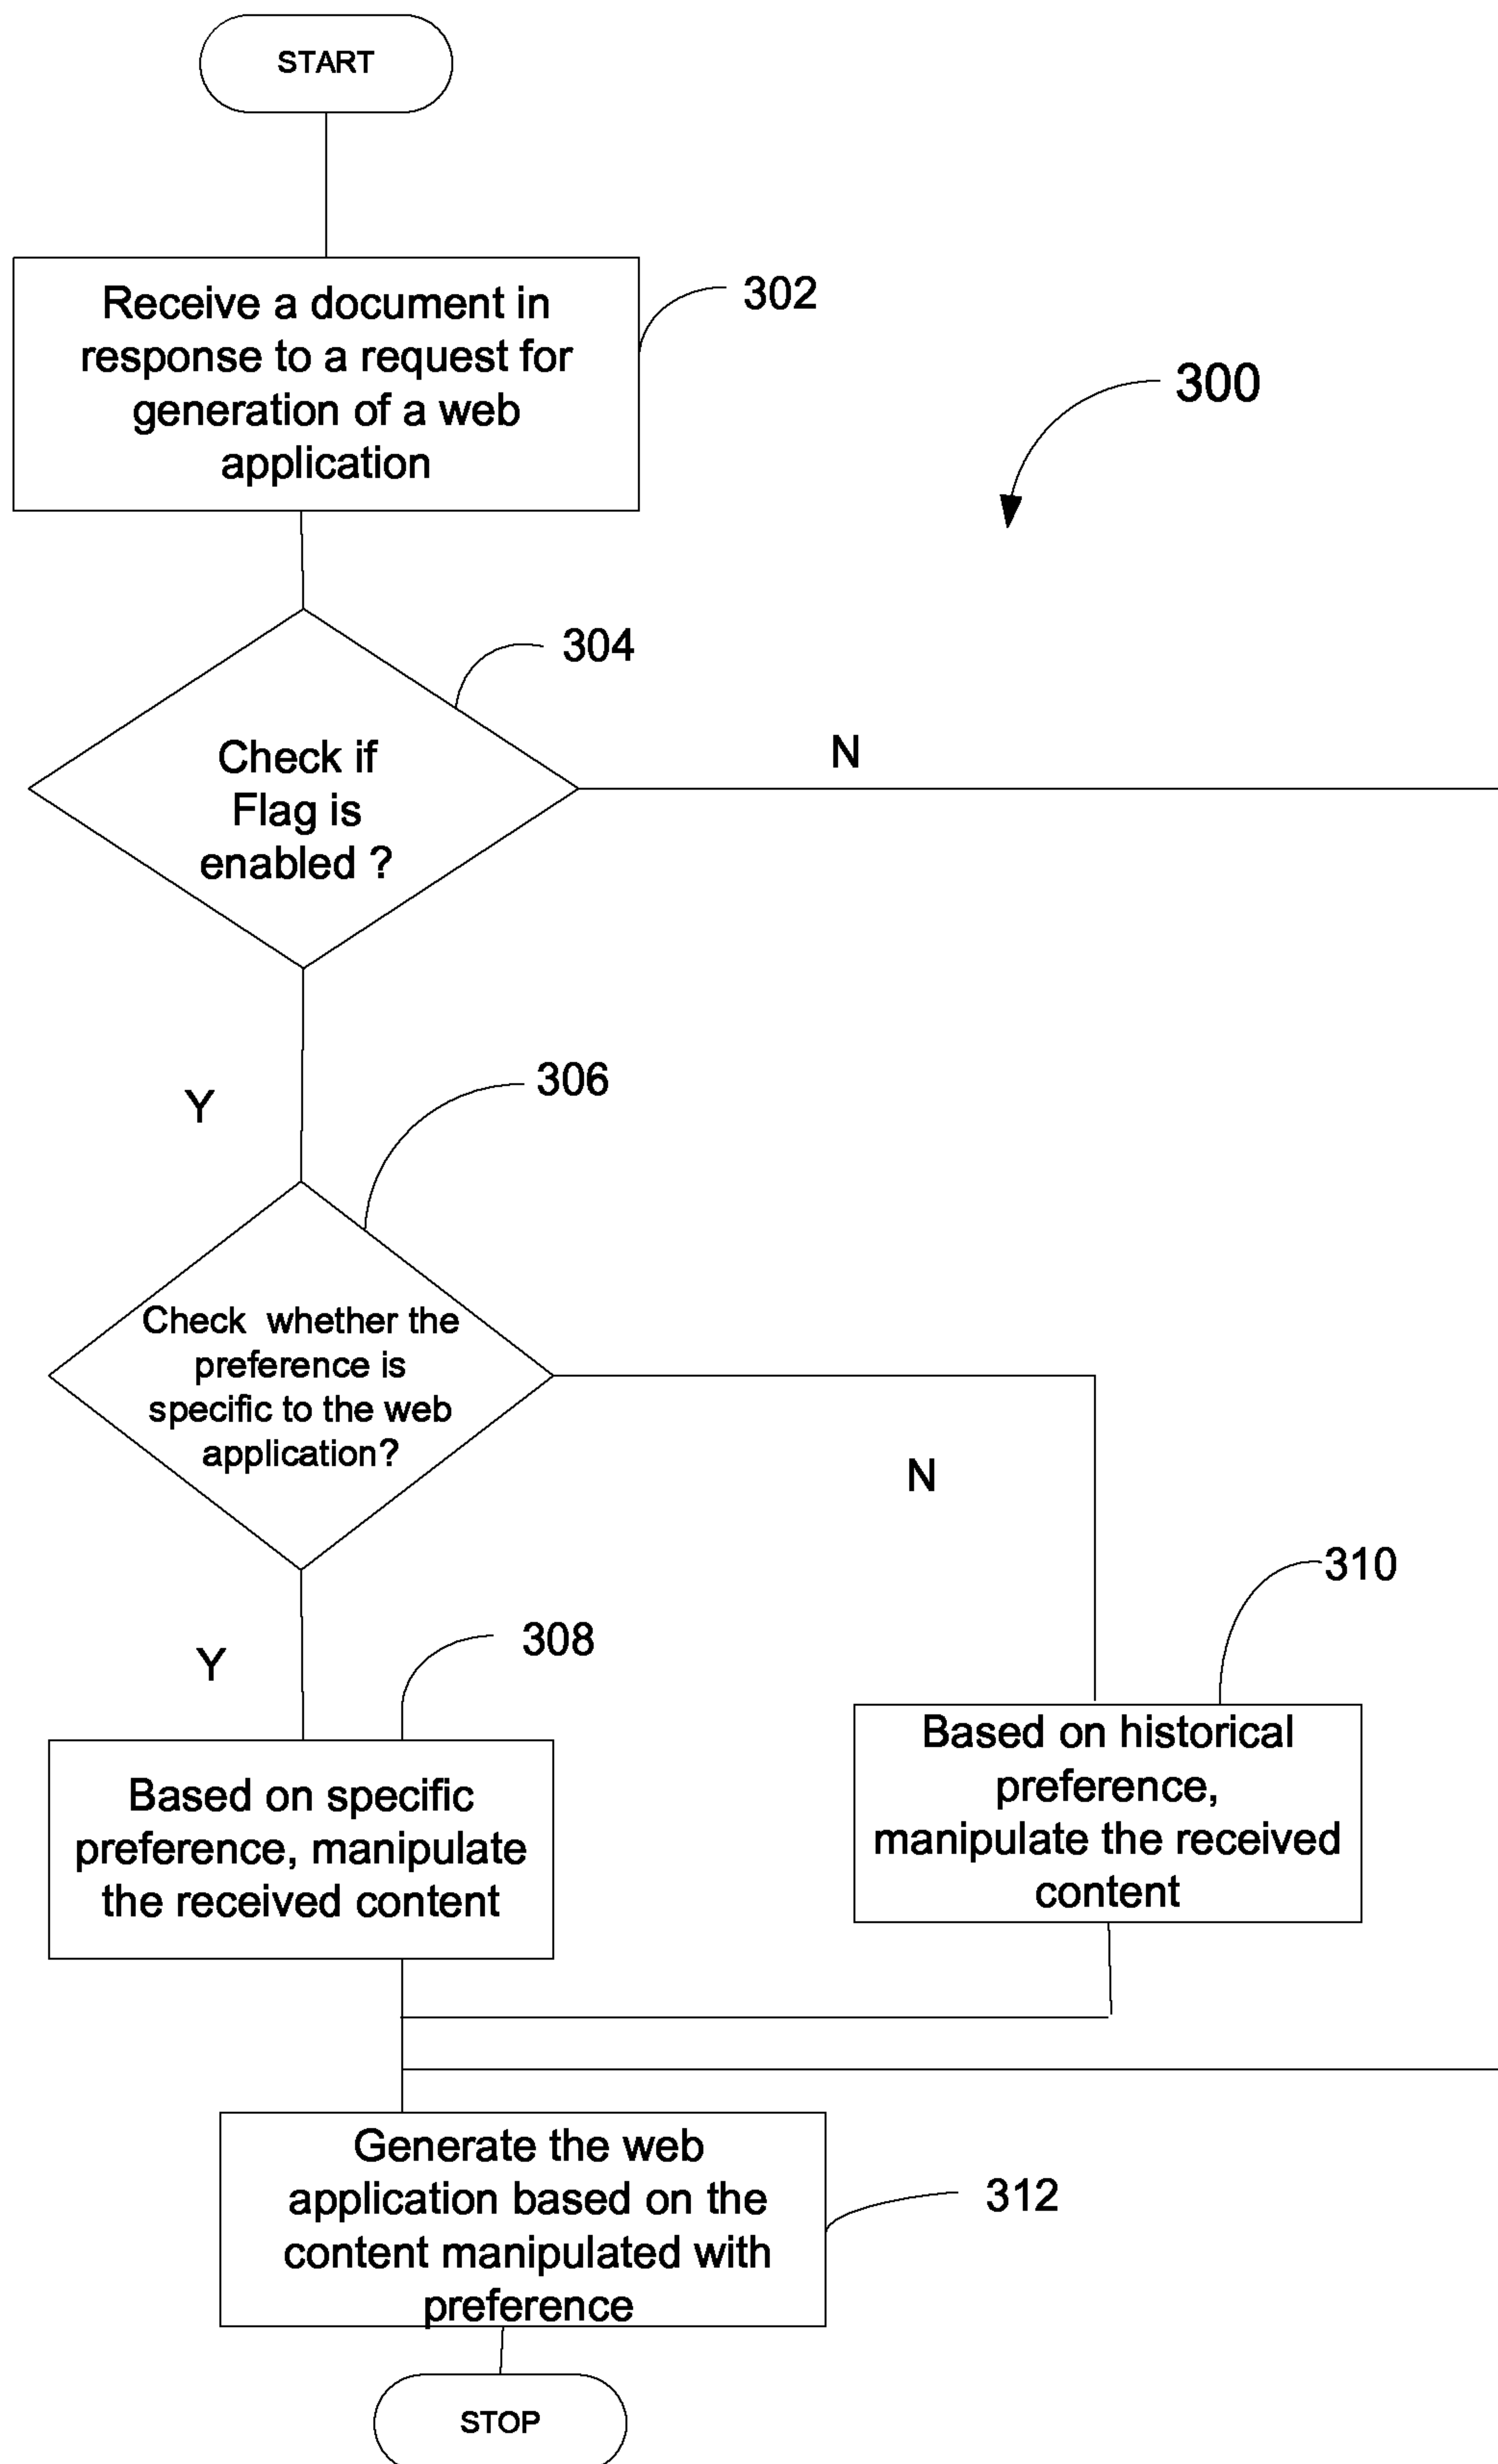 START
Receive a document in
response to a request for
generation of a web
application
302
300
304
Check if
Flag is
enabled ?
N
Y
306
Check whether the
preference is
specific to the web
application?
N
310
Y
308
Based on specific
preference, manipulate
the received content
Based on historical
preference,
manipulate the received
content
Generate the web
application based on the
content manipulated with
preference
312
STOP